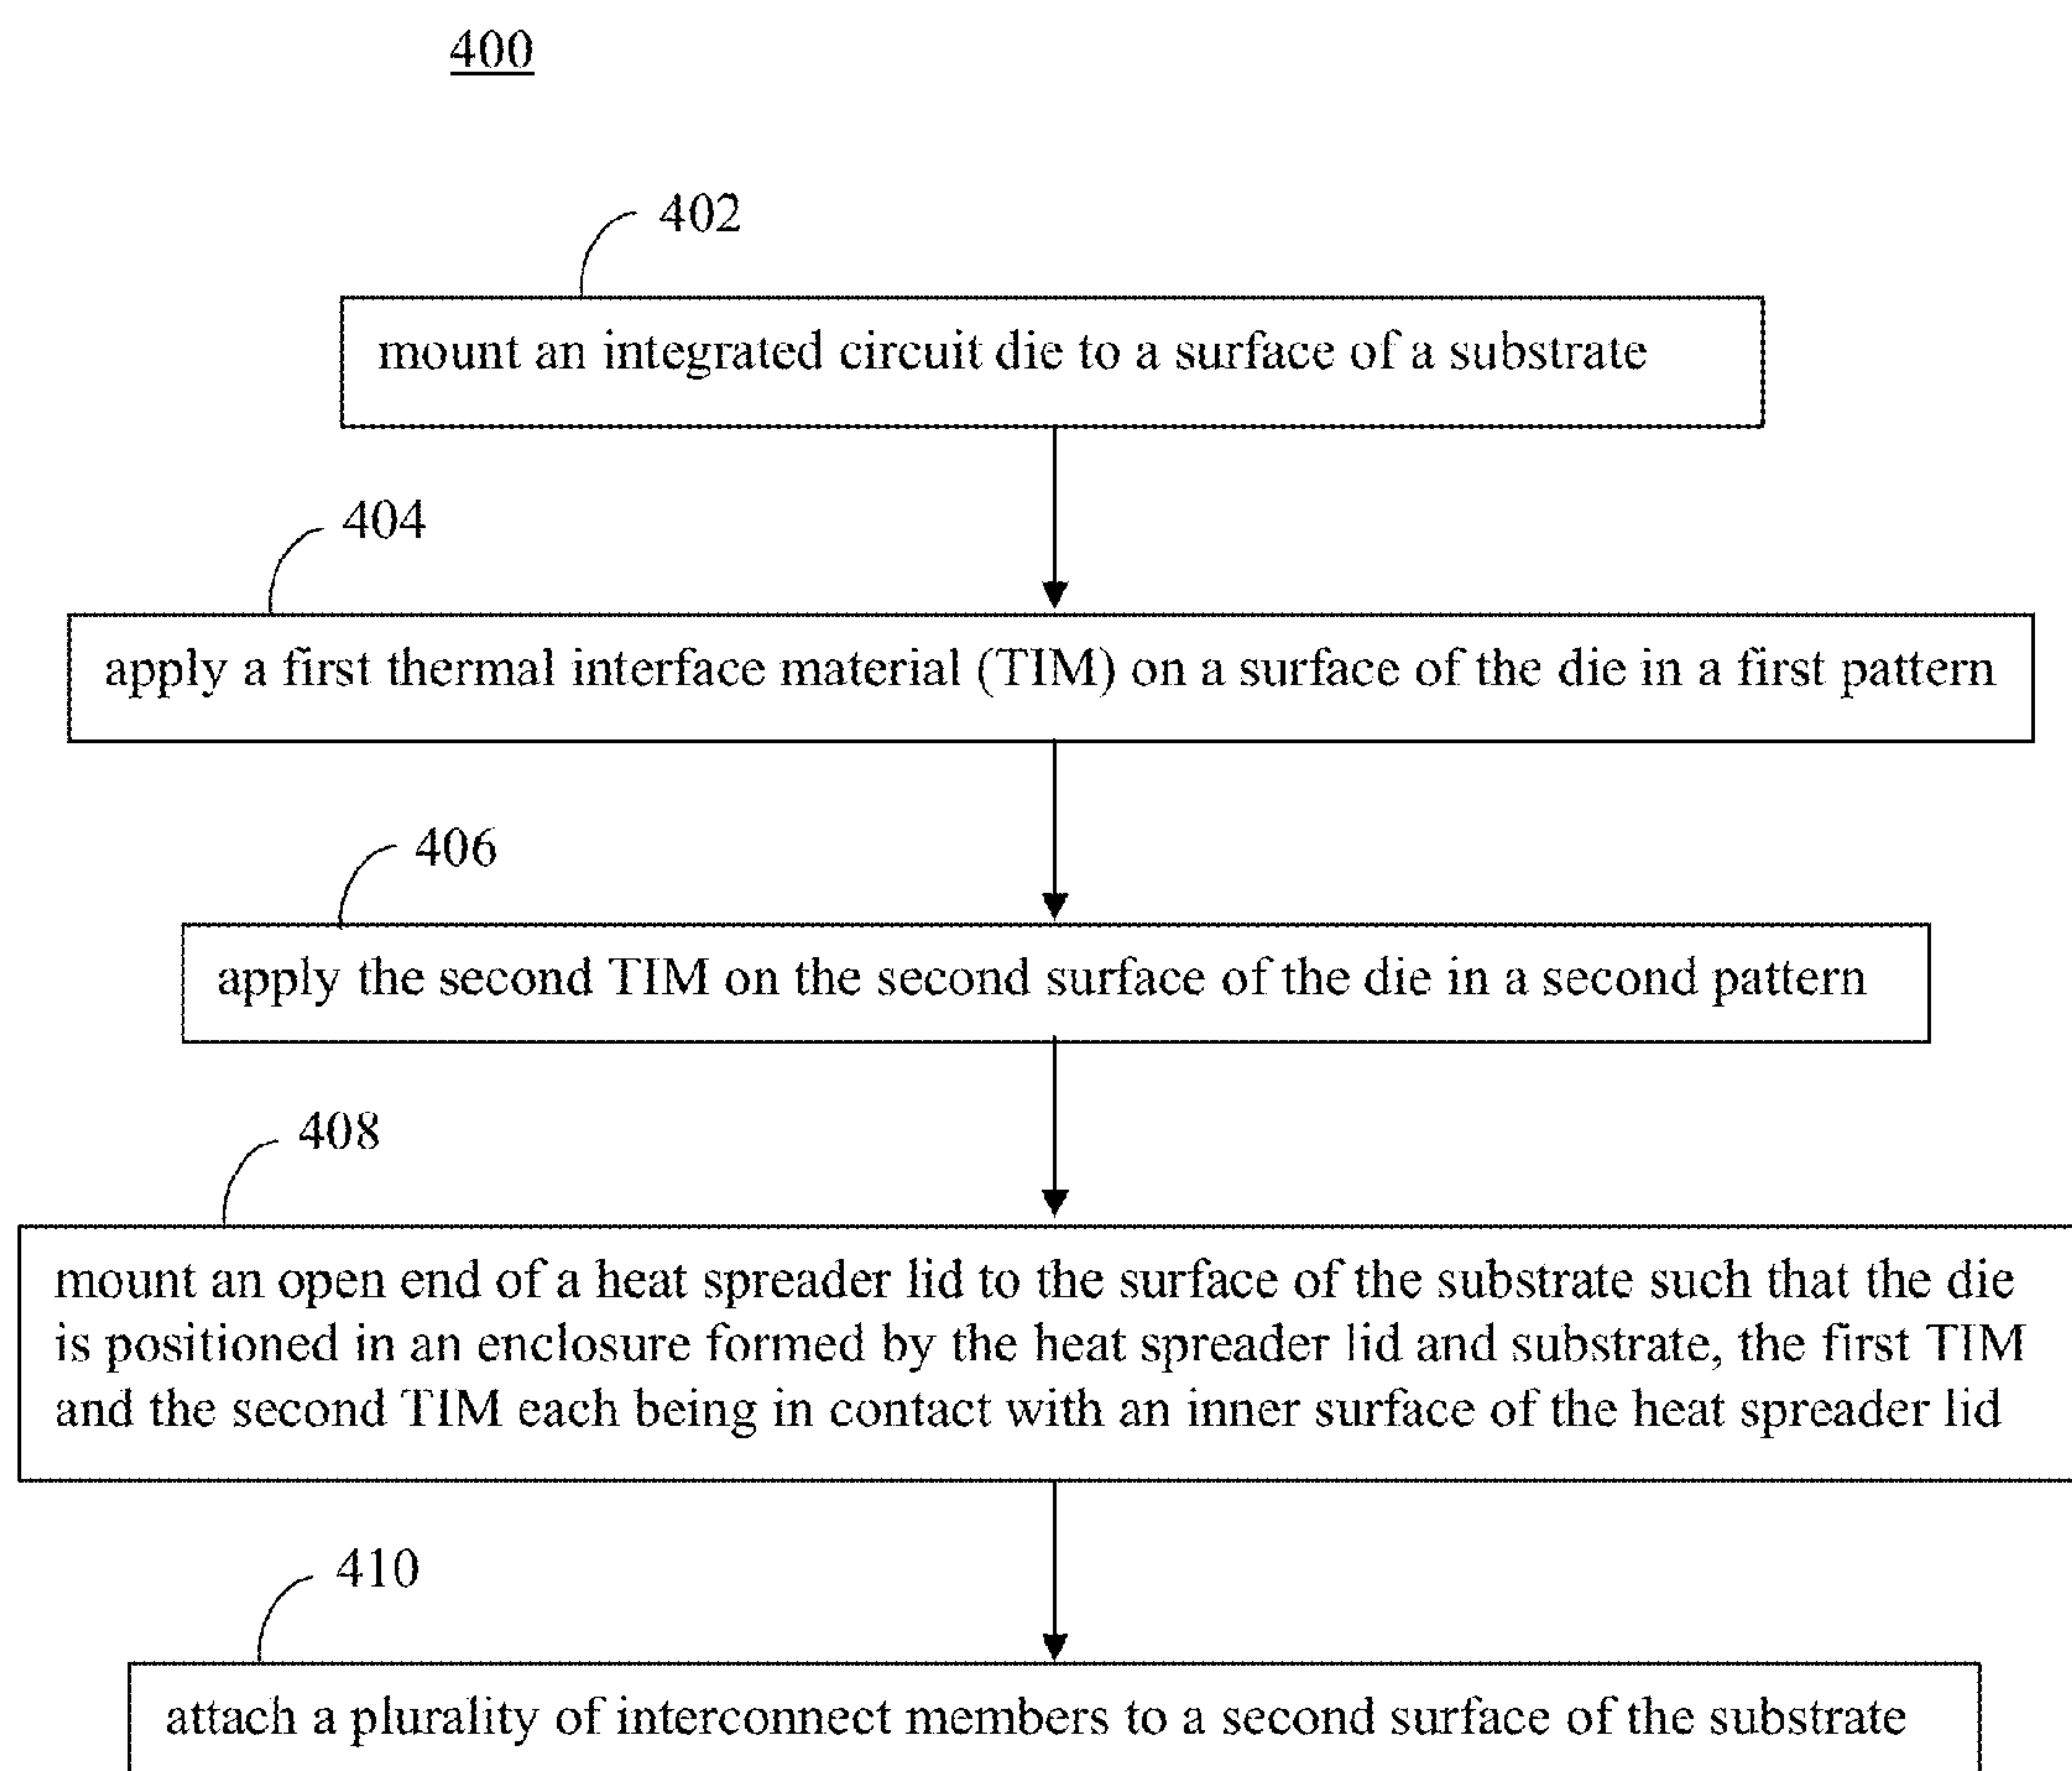 400
402
mount an integrated circuit die to a surface of a substrate
404
apply a first thermal interface material (TIM) on a surface of the die in a first pattern
406
apply the second TIM on the second surface of the die in a second pattern
408
mount an open end of a heat spreader lid to the surface of the substrate such that the die
is positioned in an enclosure formed by the heat spreader lid and substrate, the first TIM
and the second TIM each being in contact with an inner surface of the heat spreader lid
410
attach a plurality of interconnect members to a second surface of the substrate